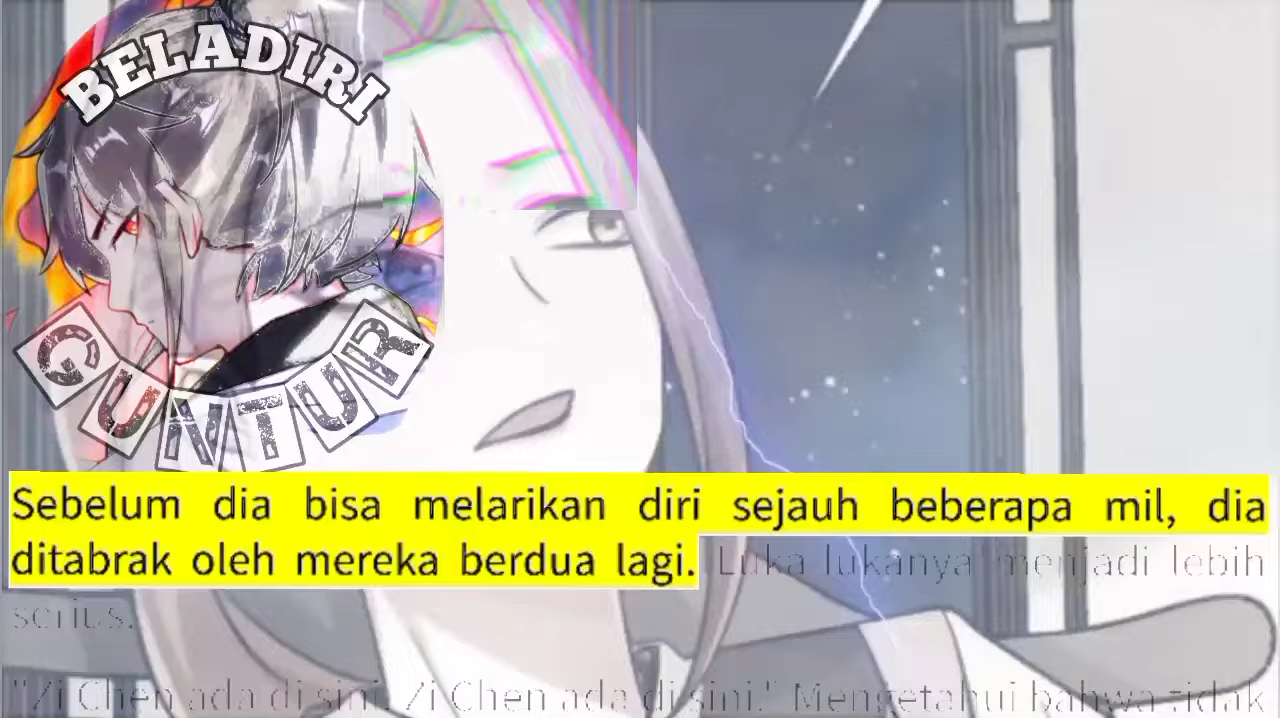 BELADIRI
GUNTUR
Sebelum dia bisa melarikan diri sejauh beberapa mil, dia
ditabrak oleh mereka berdua lagi. Luka lukanya menjadi lebih
serius.
"Zi Chen ada di sini. Zi Chen ada di sini." Mengetahui bahwa tidak